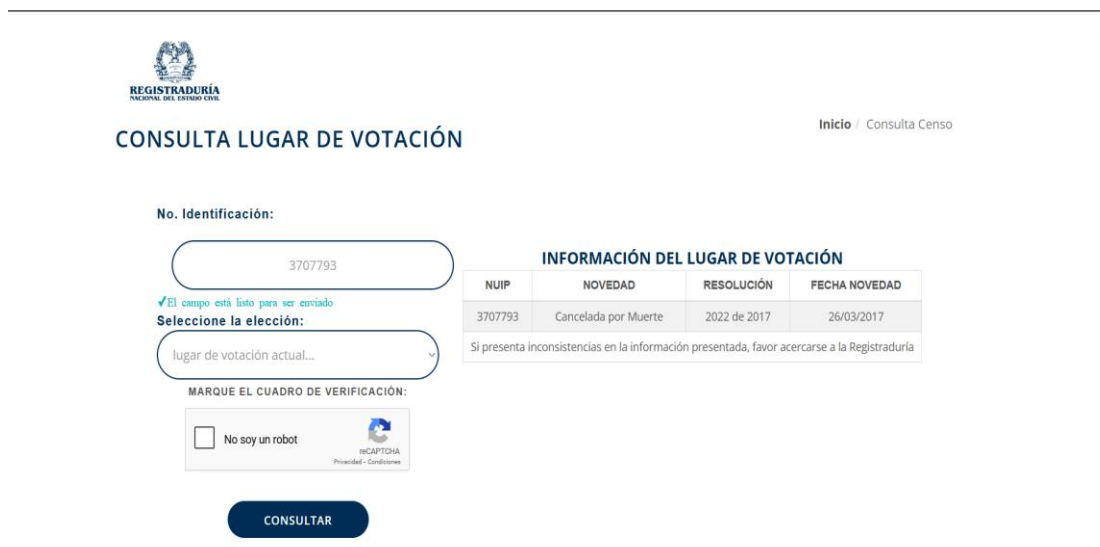 REGISTRADURÍA
NACIONAL DEL ESTADO CIVIL
CONSULTA LUGAR DE VOTACIÓN
Inicio / Consulta Censo
No. Identificación:
3707793
✓El campo está listo para ser enviado
Seleccione la elección:
lugar de votación actual...
MARQUE EL CUADRO DE VERIFICACIÓN:
No soy un robot
reCAPTCHA
Privacidad - Condiciones
CONSULTAR
INFORMACIÓN DEL LUGAR DE VOTACIÓN
NUIP NOVEDAD RESOLUCIÓN FECHA NOVEDAD
3707793 Cancelada por Muerte 2022 de 2017 26/03/2017
Si presenta inconsistencias en la información presentada, favor acercarse a la Registraduría